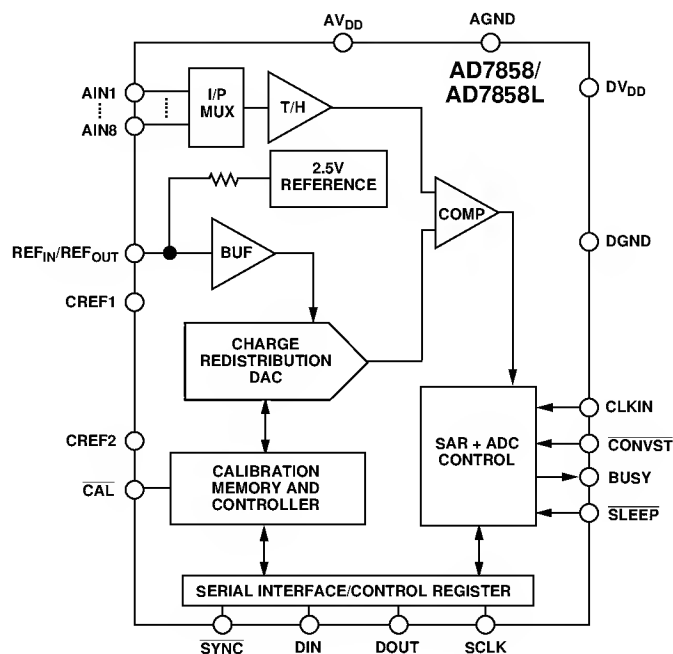 AVDD
AGND
AD7858/
AD7858L
DVDD
AIN1
AIN8
I/P
MUX
T/H
2.5V
REFERENCE
COMP
REFIN/REFOUT
BUF
DGND
CREF1
CHARGE
REDISTRIBUTION
DAC
CLKIN
CREF2
SAR + ADC
CONTROL
CONVST
CALIBRATION
MEMORY AND
CONTROLLER
BUSY
CAL
SLEEP
SERIAL INTERFACE/CONTROL REGISTER
SYNC
DIN
DOUT
SCLK